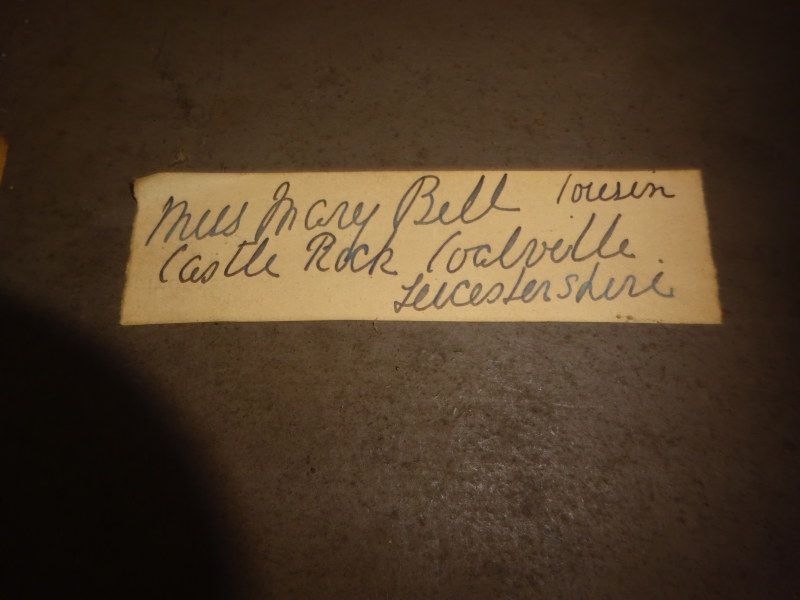 Miss Mary Bell Cousin
Castle Rock Coalville
Leicestershire